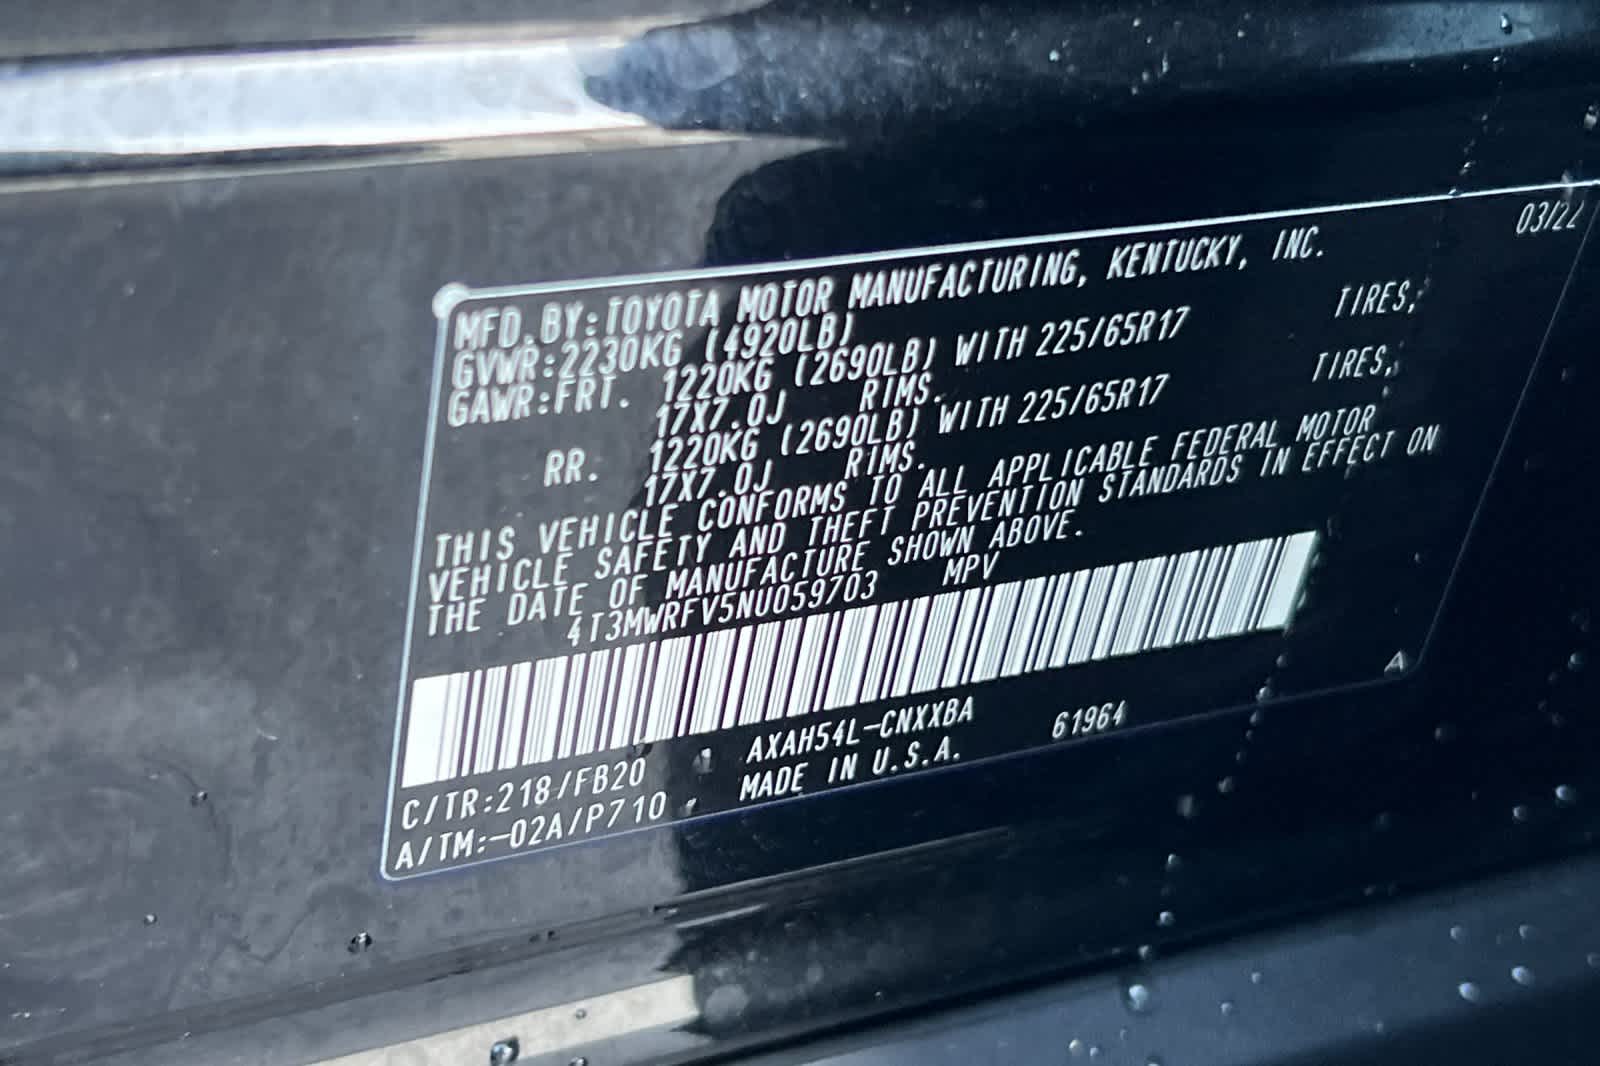 03/22
MFD. BY:TOYOTA MOTOR MANUFACTURING, KENTUCKY, INC.
GVWR:2230KG (4920LB)
GAWR:FRT. 1220KG (2690LB) WITH 225/65R17 TIRES,
17X7.0J RIMS.
RR. 1220KG (2690LB) WITH 225/65R17 TIRES,
17X7.0J RIMS.
THIS VEHICLE CONFORMS TO ALL APPLICABLE FEDERAL MOTOR
VEHICLE SAFETY AND THEFT PREVENTION STANDARDS IN EFFECT ON
THE DATE OF MANUFACTURE SHOWN ABOVE.
4T3MWRFV5NU059703 MPV
A
C/TR:218/FB20 AXAH54L-CNXXBA 61964
A/TM:-02A/P710 MADE IN U.S.A.